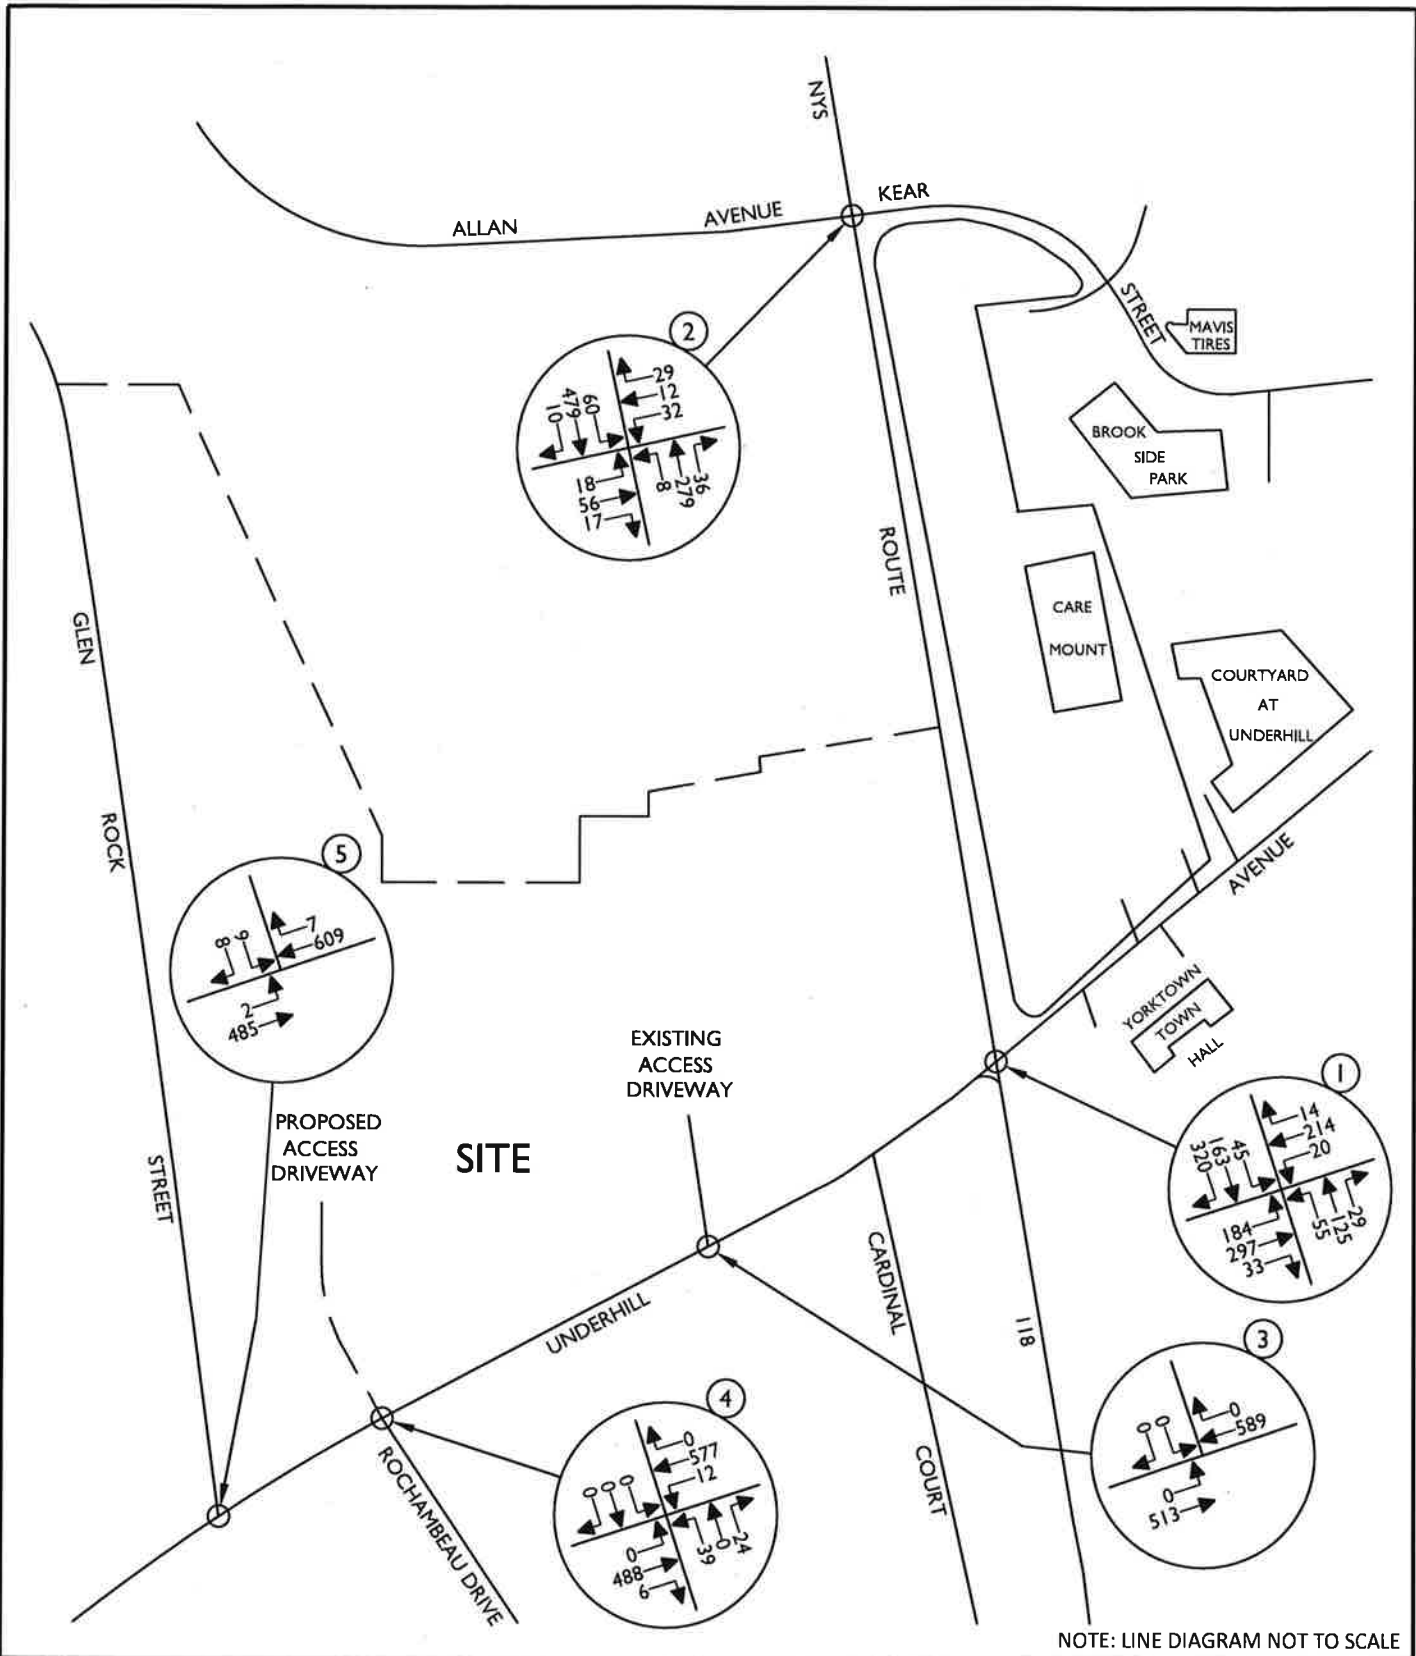 NYS
KEAR
ALLAN
AVENUE
STREET
MAVIS
TIRES
2
29
12
32
10
479
60
18
56
17
8
279
36
BROOK
SIDE
PARK
ROUTE
CARE
MOUNT
GLEN
COURTYARD
AT
UNDERHILL
ROCK
5
AVENUE
8
9
7
609
2
485
YORKTOWN
TOWN
HALL
EXISTING
ACCESS
DRIVEWAY
1
14
214
20
320
163
45
184
297
33
55
125
29
PROPOSED
ACCESS
DRIVEWAY
SITE
STREET
CARDINAL
UNDERHILL
118
3
0
0
0
589
0
513
4
0
577
12
0
0
0
0
488
6
39
0
24
ROCHAMBEAU DRIVE
COURT
NOTE: LINE DIAGRAM NOT TO SCALE